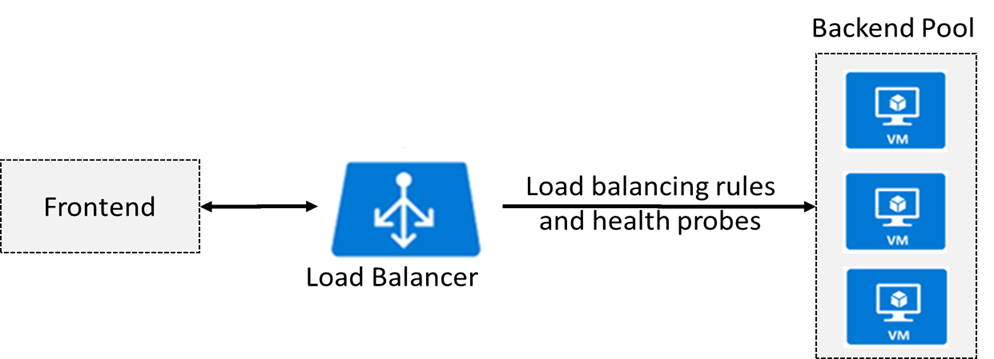 Backend Pool
VM
Frontend
Load balancing rules
and health probes
VM
Load Balancer
VM